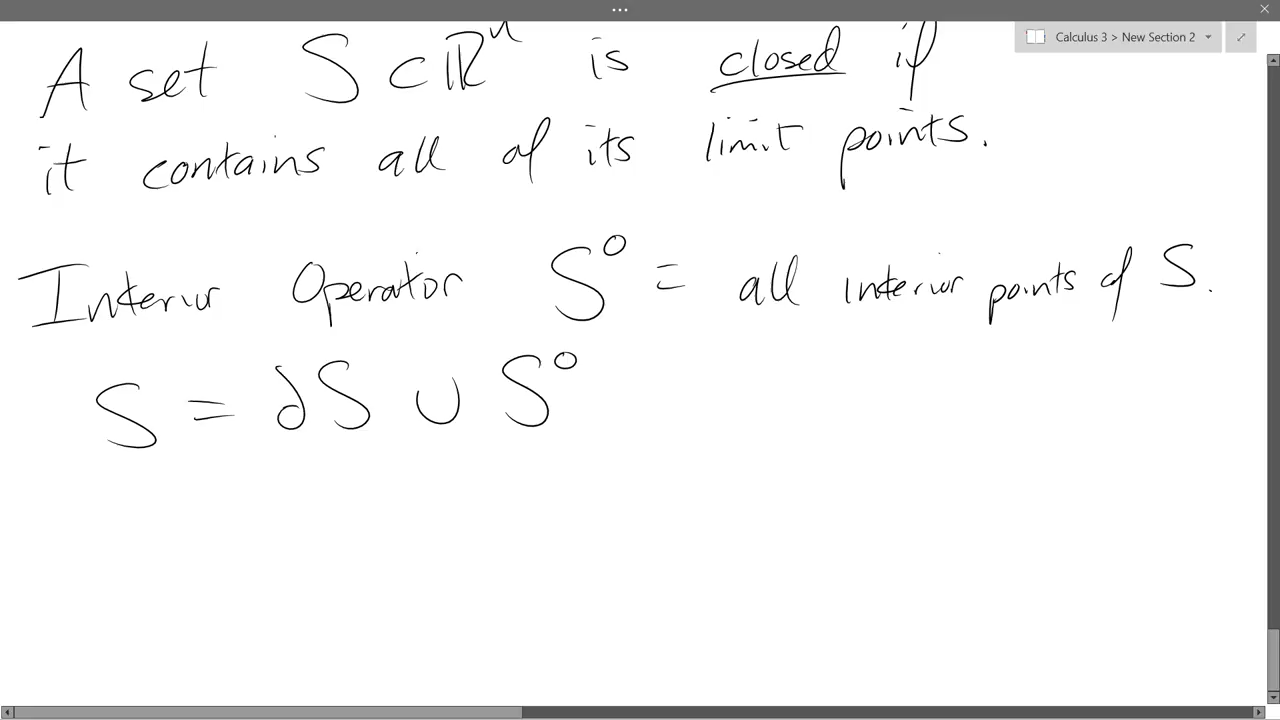 Calculus 3 > New Section 2
A set S ⊂ ℝⁿ is closed if
it contains all of its limit points.
Interior Operator S° = all interior points of S.
S = ∂S ∪ S°